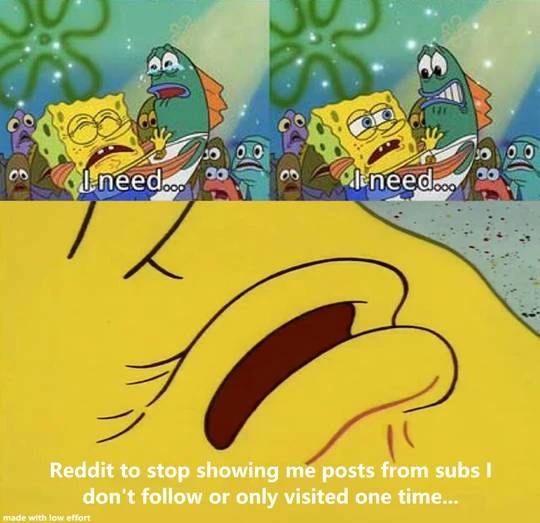 I need...
I need...
Reddit to stop showing me posts from subs I
don't follow or only visited one time...
made with low effort